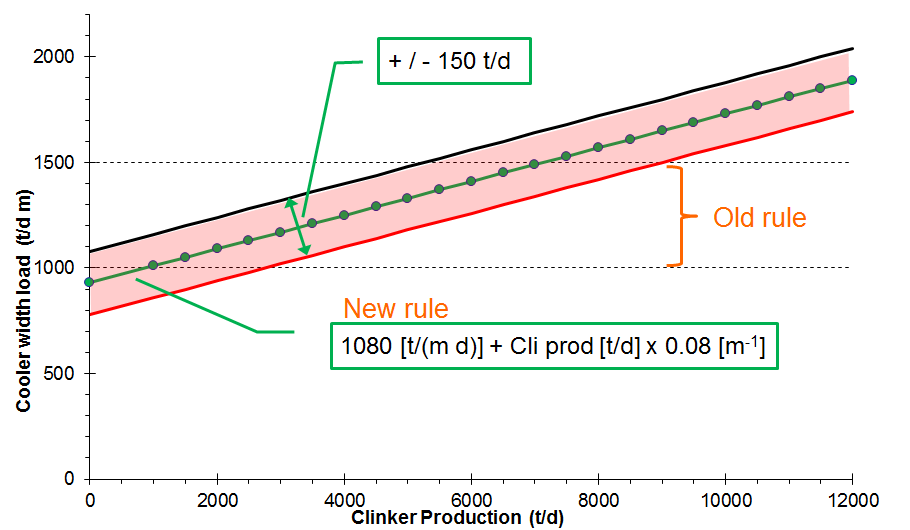 + / - 150 t/d
2000
1500
1000
500
0
Cooler width load (t/d m)
Old rule
New rule
1080 [t/(m d)] + Cli prod [t/d] x 0.08 [m-1]
0 2000 4000 6000 8000 10000 12000
Clinker Production (t/d)